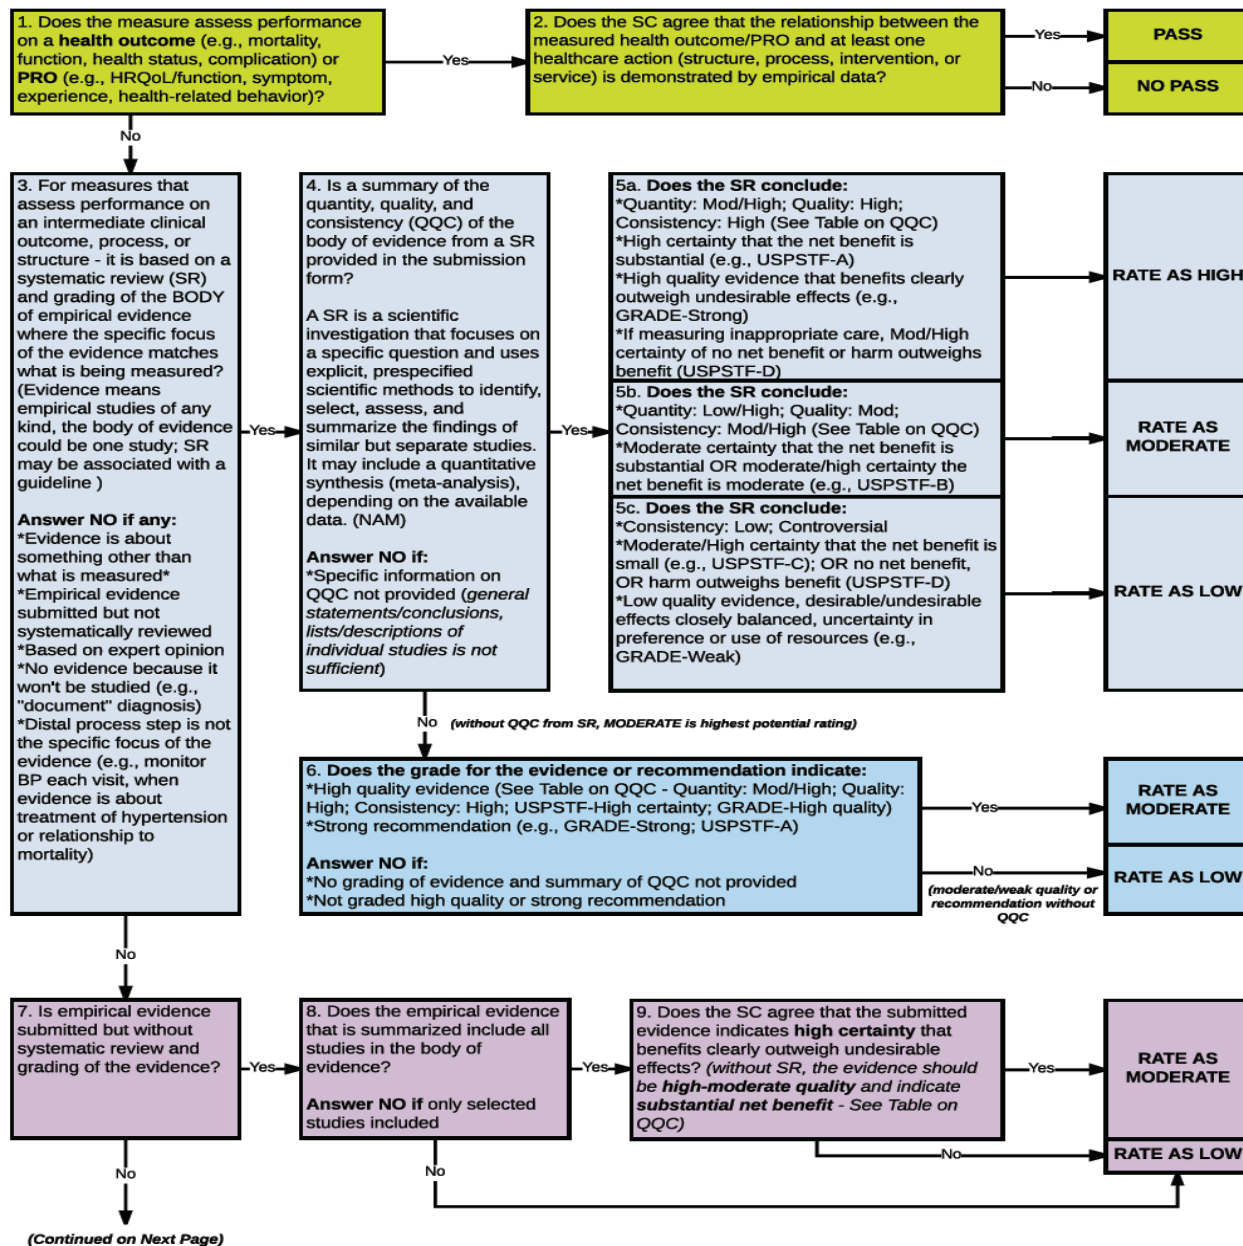 1. Does the measure assess performance
on a health outcome (e.g., mortality,
function, health status, complication) or
PRO (e.g., HRQoL/function, symptom,
experience, health-related behavior)?
Yes
2. Does the SC agree that the relationship between the
measured health outcome/PRO and at least one
healthcare action (structure, process, intervention, or
service) is demonstrated by empirical data?
Yes
PASS
No
NO PASS
No
3. For measures that
assess performance on
an intermediate clinical
outcome, process, or
structure - it is based on a
systematic review (SR)
and grading of the BODY
of empirical evidence
where the specific focus
of the evidence matches
what is being measured?
(Evidence means
empirical studies of any
kind, the body of evidence
could be one study; SR
may be associated with a
guideline )
Answer NO if any:
*Evidence is about
something other than
what is measured*
*Empirical evidence
submitted but not
systematically reviewed
*Based on expert opinion
*No evidence because it
won't be studied (e.g.,
"document" diagnosis)
*Distal process step is not
the specific focus of the
evidence (e.g., monitor
BP each visit, when
evidence is about
treatment of hypertension
or relationship to
mortality)
Yes
4. Is a summary of the
quantity, quality, and
consistency (QQC) of the
body of evidence from a SR
provided in the submission
form?
A SR is a scientific
investigation that focuses on
a specific question and uses
explicit, prespecified
scientific methods to identify,
select, assess, and
summarize the findings of
similar but separate studies.
It may include a quantitative
synthesis (meta-analysis),
depending on the available
data. (NAM)
Answer NO if:
*Specific information on
QQC not provided (general
statements/conclusions,
lists/descriptions of
individual studies is not
sufficient)
Yes
5a. Does the SR conclude:
*Quantity: Mod/High; Quality: High;
Consistency: High (See Table on QQC)
*High certainty that the net benefit is
substantial (e.g., USPSTF-A)
*High quality evidence that benefits clearly
outweigh undesirable effects (e.g.,
GRADE-Strong)
*If measuring inappropriate care, Mod/High
certainty of no net benefit or harm outweighs
benefit (USPSTF-D)
RATE AS HIGH
5b. Does the SR conclude:
*Quantity: Low/High; Quality: Mod;
Consistency: Mod/High (See Table on QQC)
*Moderate certainty that the net benefit is
substantial OR moderate/high certainty the
net benefit is moderate (e.g., USPSTF-B)
RATE AS
MODERATE
5c. Does the SR conclude:
*Consistency: Low; Controversial
*Moderate/High certainty that the net benefit is
small (e.g., USPSTF-C); OR no net benefit,
OR harm outweighs benefit (USPSTF-D)
*Low quality evidence, desirable/undesirable
effects closely balanced, uncertainty in
preference or use of resources (e.g.,
GRADE-Weak)
RATE AS LOW
No (without QQC from SR, MODERATE is highest potential rating)
6. Does the grade for the evidence or recommendation indicate:
*High quality evidence (See Table on QQC - Quantity: Mod/High; Quality:
High; Consistency: High; USPSTF-High certainty; GRADE-High quality)
*Strong recommendation (e.g., GRADE-Strong; USPSTF-A)
Answer NO if:
*No grading of evidence and summary of QQC not provided
*Not graded high quality or strong recommendation
Yes
RATE AS
MODERATE
No
(moderate/weak quality or
recommendation without
QQC
RATE AS LOW
No
7. Is empirical evidence
submitted but without
systematic review and
grading of the evidence?
Yes
8. Does the empirical evidence
that is summarized include all
studies in the body of
evidence?
Answer NO if only selected
studies included
Yes
9. Does the SC agree that the submitted
evidence indicates high certainty that
benefits clearly outweigh undesirable
effects? (without SR, the evidence should
be high-moderate quality and indicate
substantial net benefit - See Table on
QQC)
Yes
RATE AS
MODERATE
No
RATE AS LOW
No
No
(Continued on Next Page)